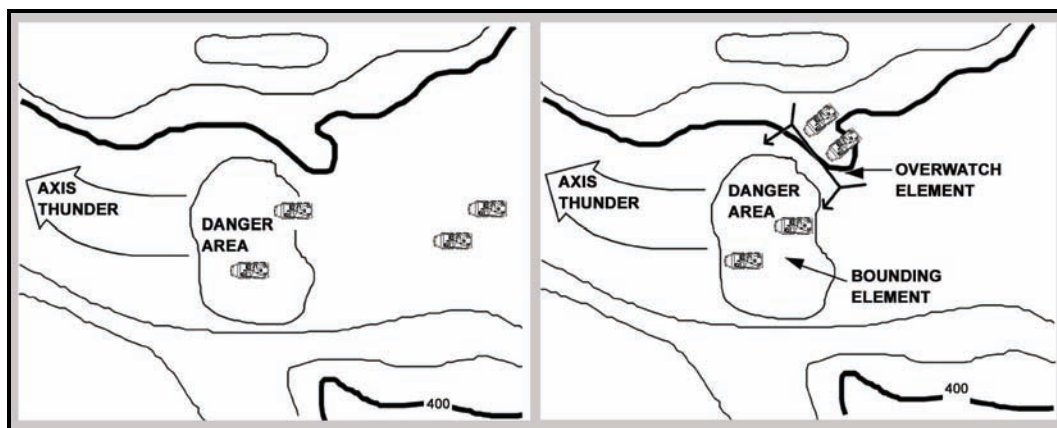 AXIS
THUNDER
DANGER
AREA
400
AXIS
THUNDER
DANGER
AREA
OVERWATCH
ELEMENT
BOUNDING
ELEMENT
400